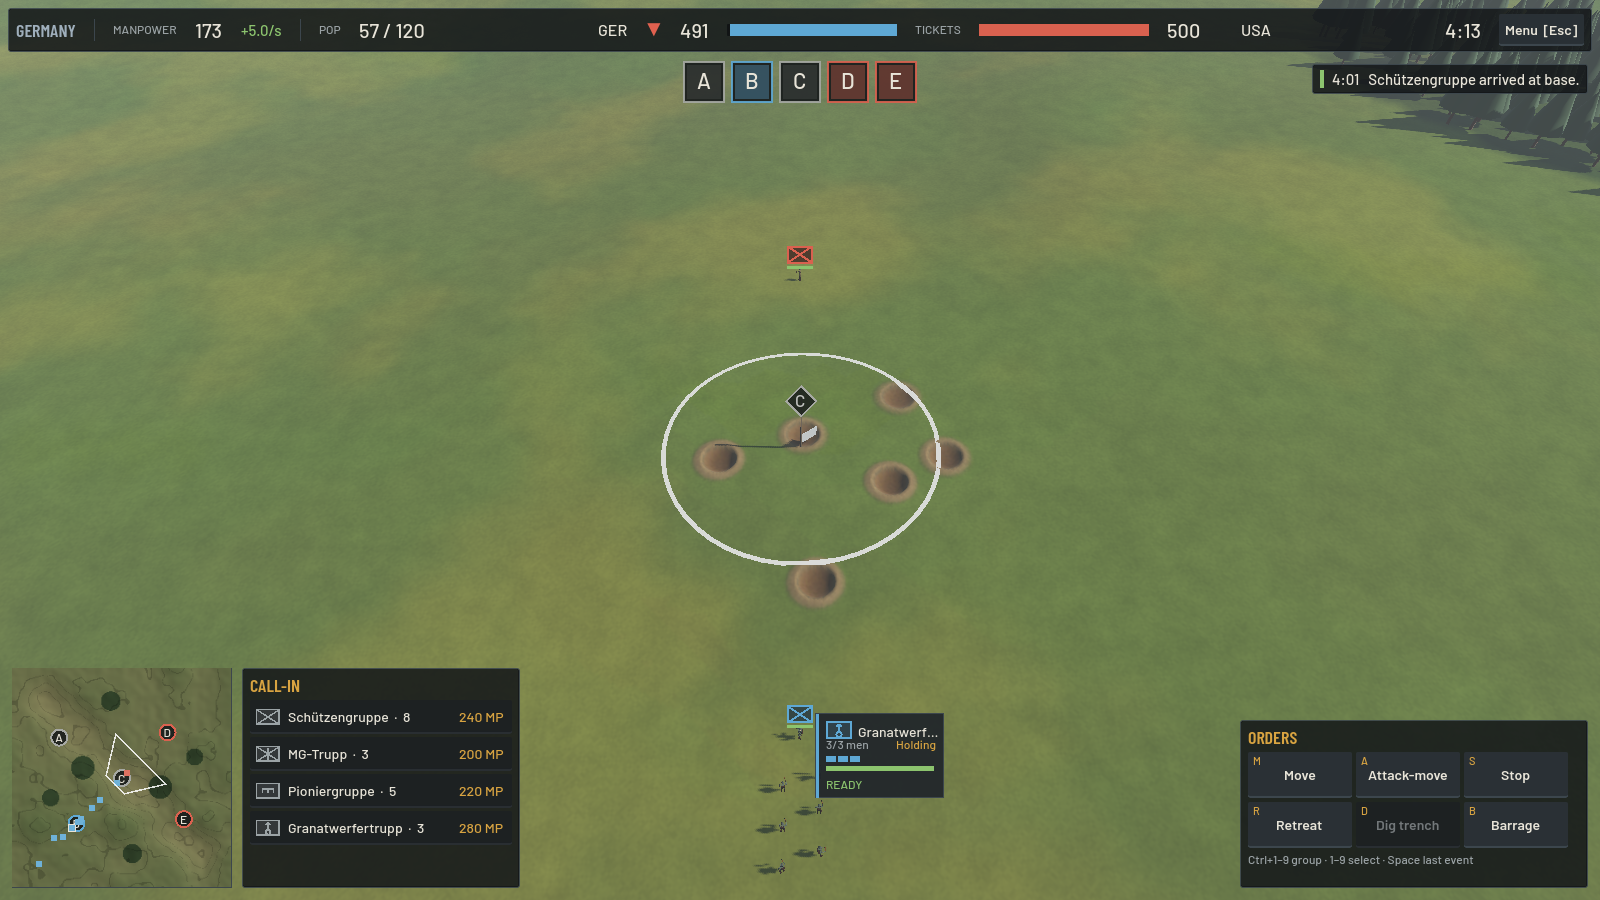 GERMANY MANPOWER 173 +5.0/s POP 57 / 120 GER 491 TICKETS 500 USA 4:13 Menu [Esc]
A B C D E
4:01 Schützengruppe arrived at base.
C
A D C E
CALL-IN
Schützengruppe · 8 240 MP
MG-Trupp · 3 200 MP
Pioniergruppe · 5 220 MP
Granatwerfertrupp · 3 280 MP
Granatwerf...
3/3 men Holding
READY
ORDERS
M Move A Attack-move S Stop
R Retreat D Dig trench B Barrage
Ctrl+1-9 group · 1-9 select · Space last event